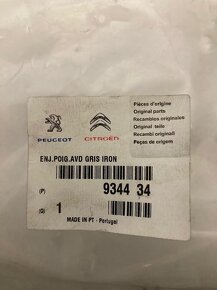 Pièces d'origine
Original parts
Recambios originales
Original teile
Recambi originali
Peças de origem
PEUGEOT
CITROËN
ENJ.POIG.AVD GRIS IRON
(P) 9344 34
(Q) 1
MADE IN PT - Portugal